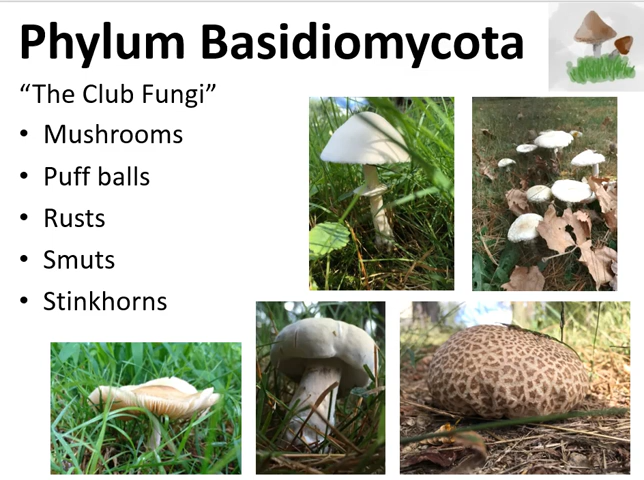 Phylum Basidiomycota
“The Club Fungi”
• Mushrooms
• Puff balls
• Rusts
• Smuts
• Stinkhorns